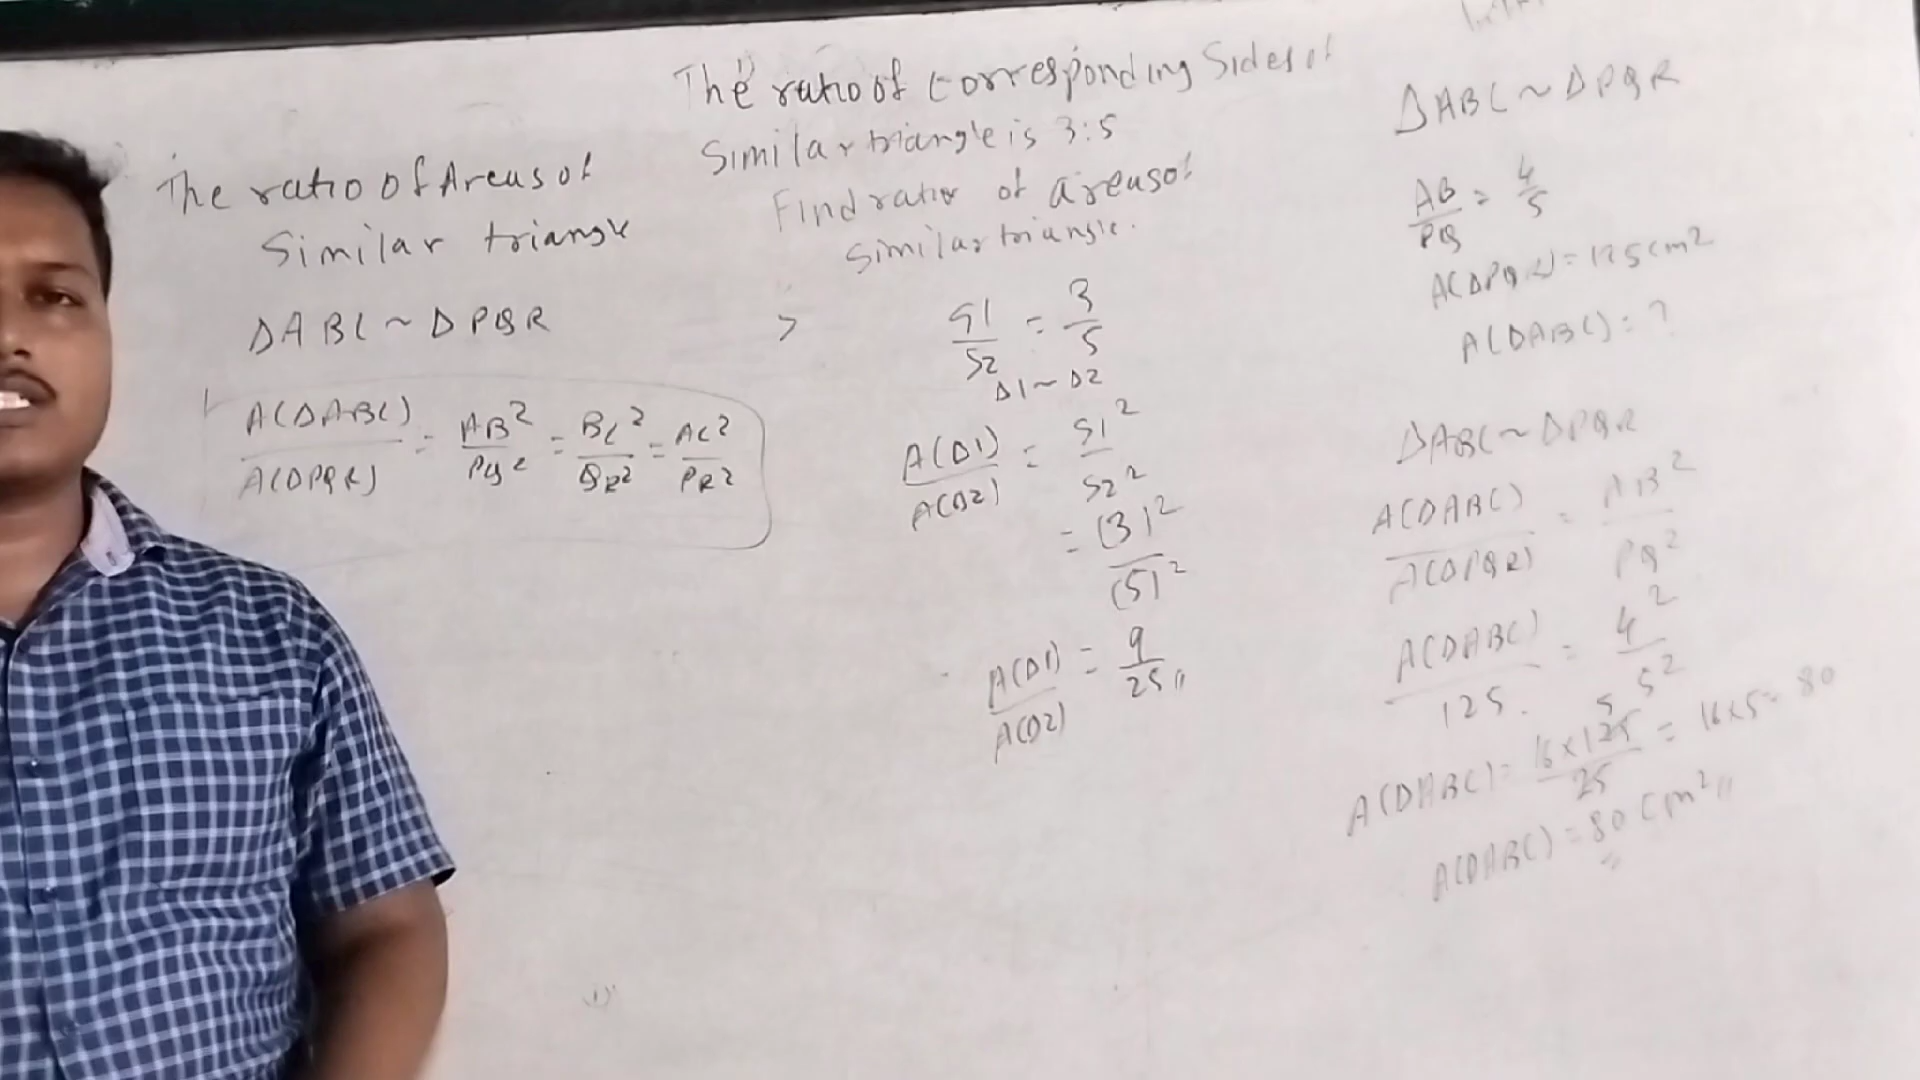 The ratio of Areas of
Similar triangle
ΔABC ~ ΔPQR
A(ΔABC)/A(ΔPQR) = AB²/PQ² = BC²/QR² = AC²/PR²
1)
The ratio of corresponding Sides of
Similar triangle is 3:5
Find ratio of areas of
Similar triangle.
>
S1/S2 = 3/5
Δ1 ~ Δ2
A(Δ1)/A(Δ2) = S1²/S2²
= (3)²/(5)²
A(Δ1)/A(Δ2) = 9/25 //
ΔABC ~ ΔPQR
AB/PQ = 4/5
A(ΔPQR) = 125cm²
A(ΔABC) = ?
ΔABC ~ ΔPQR
A(ΔABC)/A(ΔPQR) = AB²/PQ²
A(ΔABC)/125. = 4²/5²
A(ΔABC) = 16×125/25 = 16×5 = 80
5
A(ΔABC) = 80 cm² //